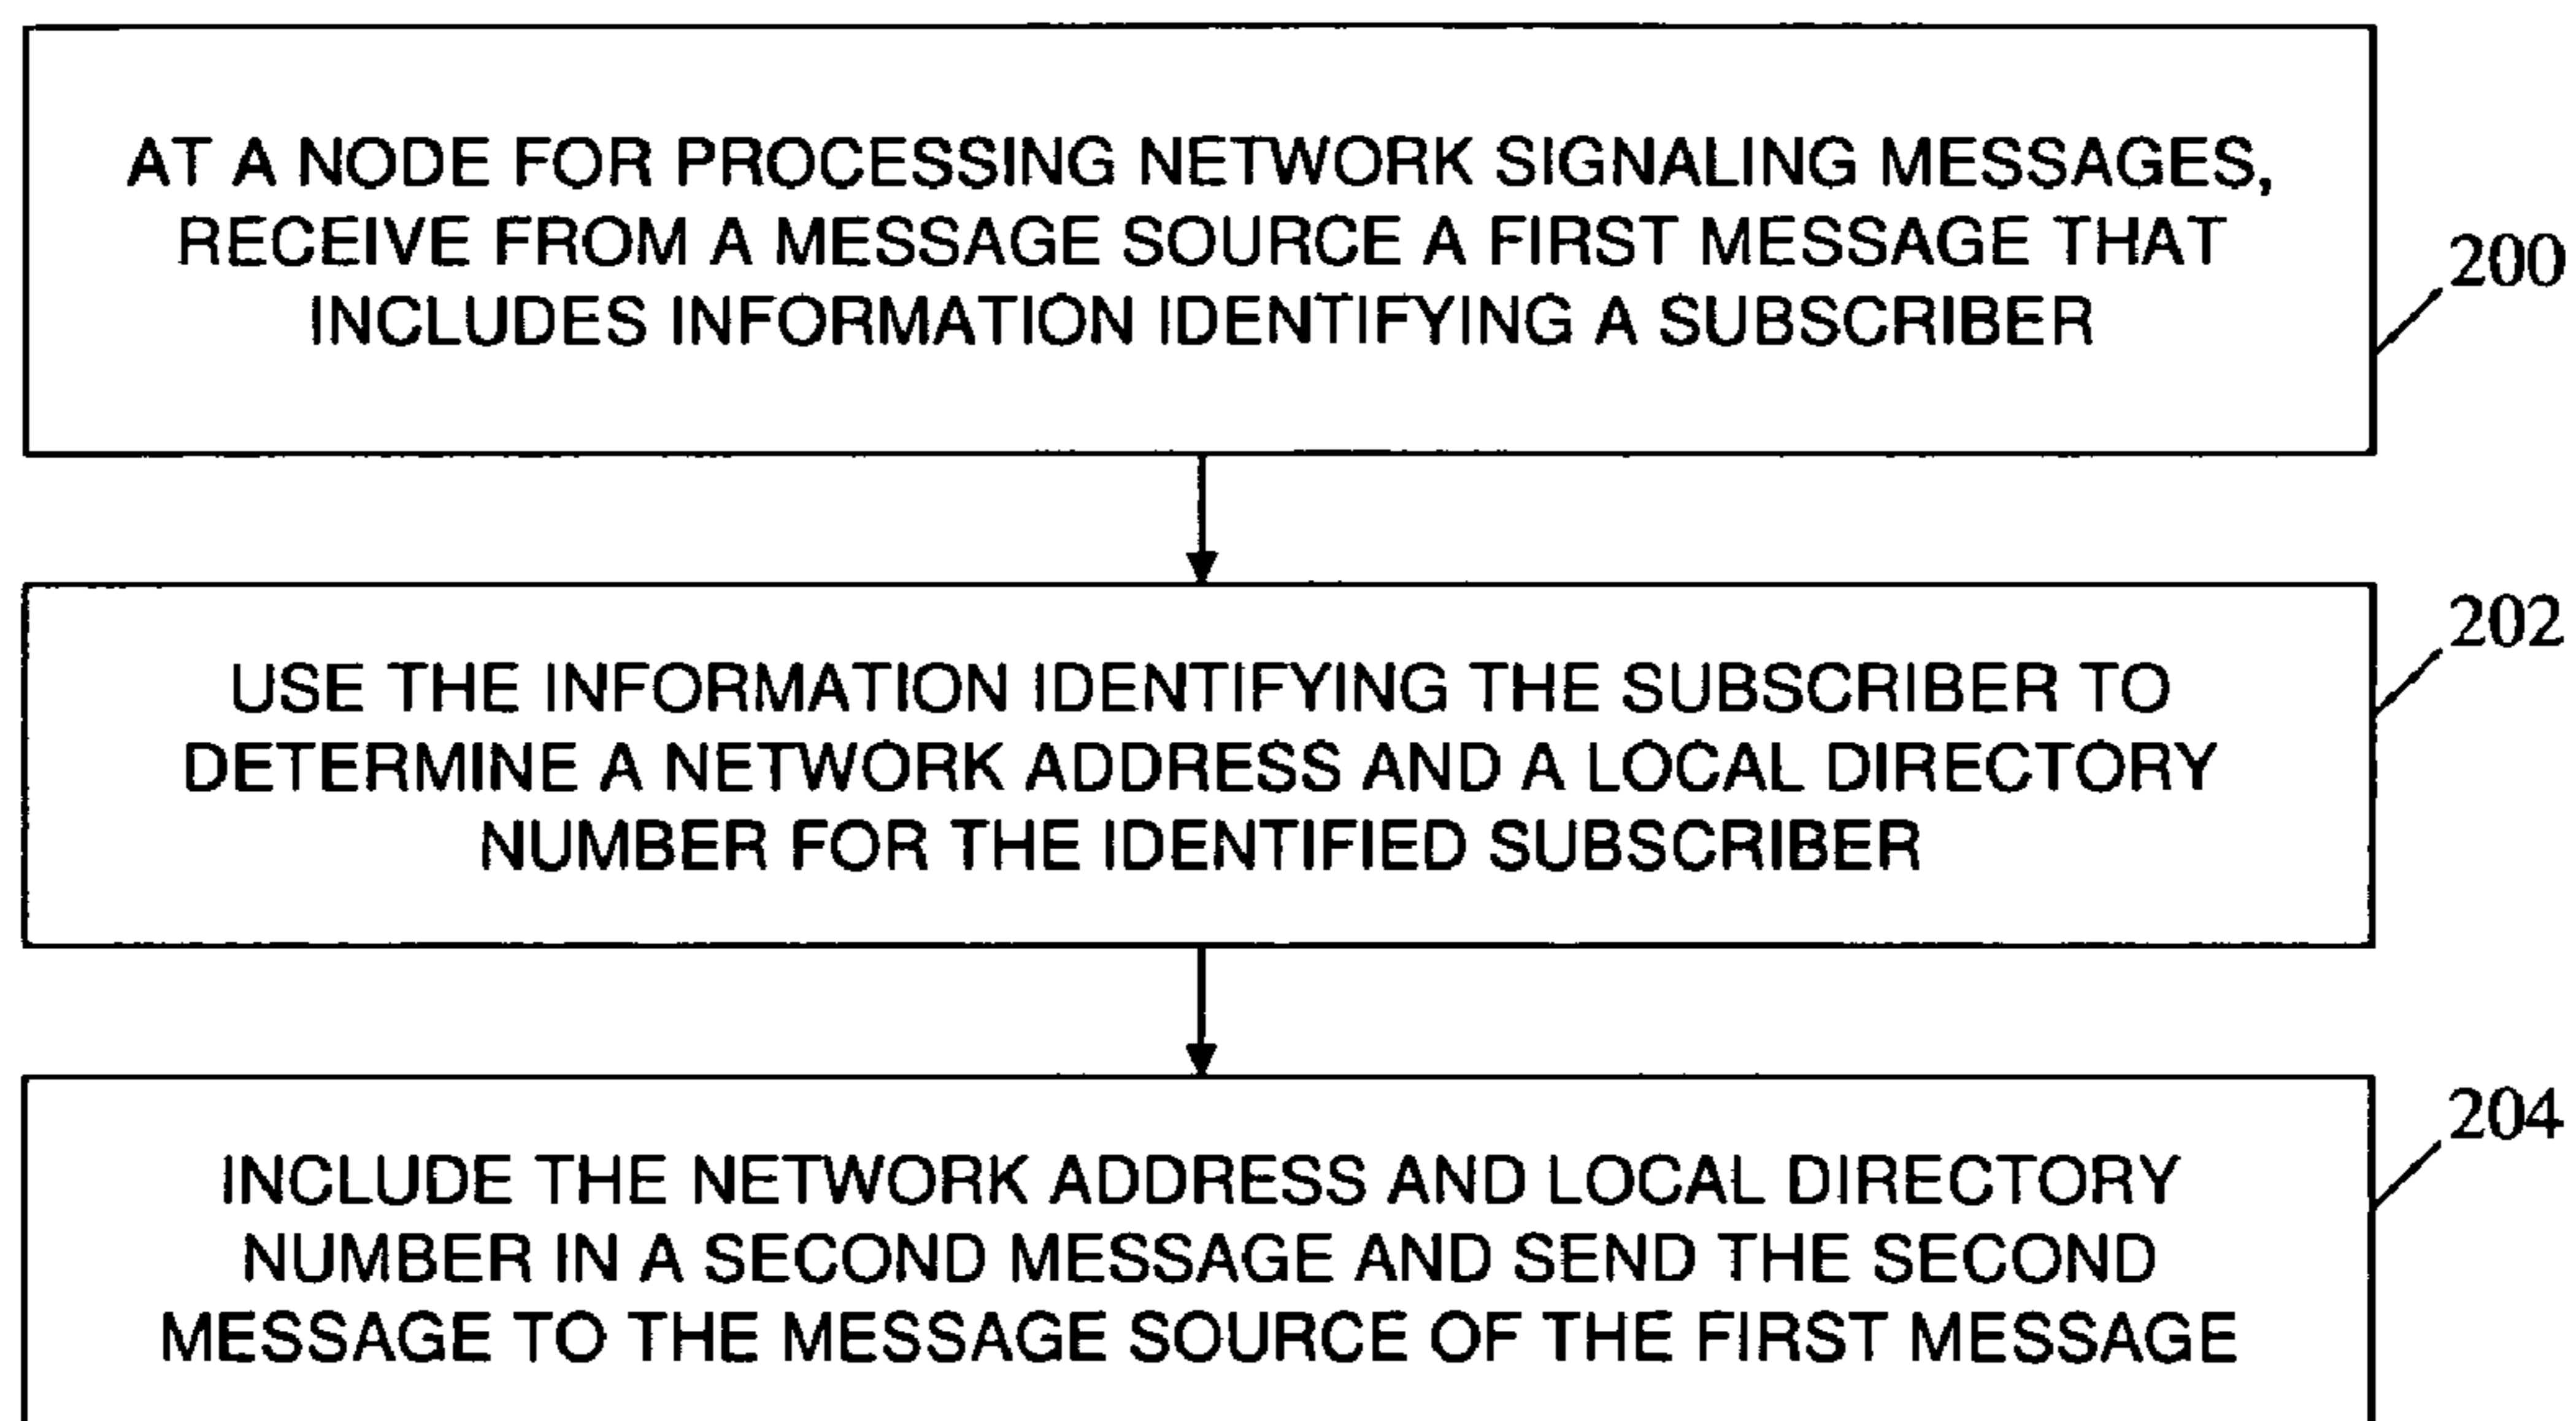 AT A NODE FOR PROCESSING NETWORK SIGNALING MESSAGES,
RECEIVE FROM A MESSAGE SOURCE A FIRST MESSAGE THAT
INCLUDES INFORMATION IDENTIFYING A SUBSCRIBER
200
USE THE INFORMATION IDENTIFYING THE SUBSCRIBER TO
DETERMINE A NETWORK ADDRESS AND A LOCAL DIRECTORY
NUMBER FOR THE IDENTIFIED SUBSCRIBER
202
INCLUDE THE NETWORK ADDRESS AND LOCAL DIRECTORY
NUMBER IN A SECOND MESSAGE AND SEND THE SECOND
MESSAGE TO THE MESSAGE SOURCE OF THE FIRST MESSAGE
204